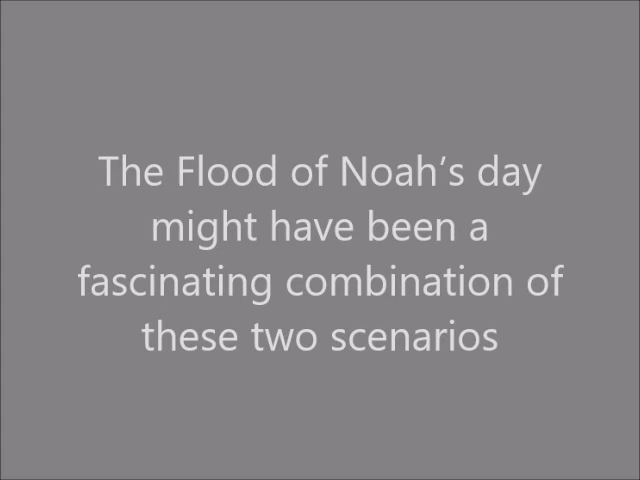 The Flood of Noah’s day
might have been a
fascinating combination of
these two scenarios